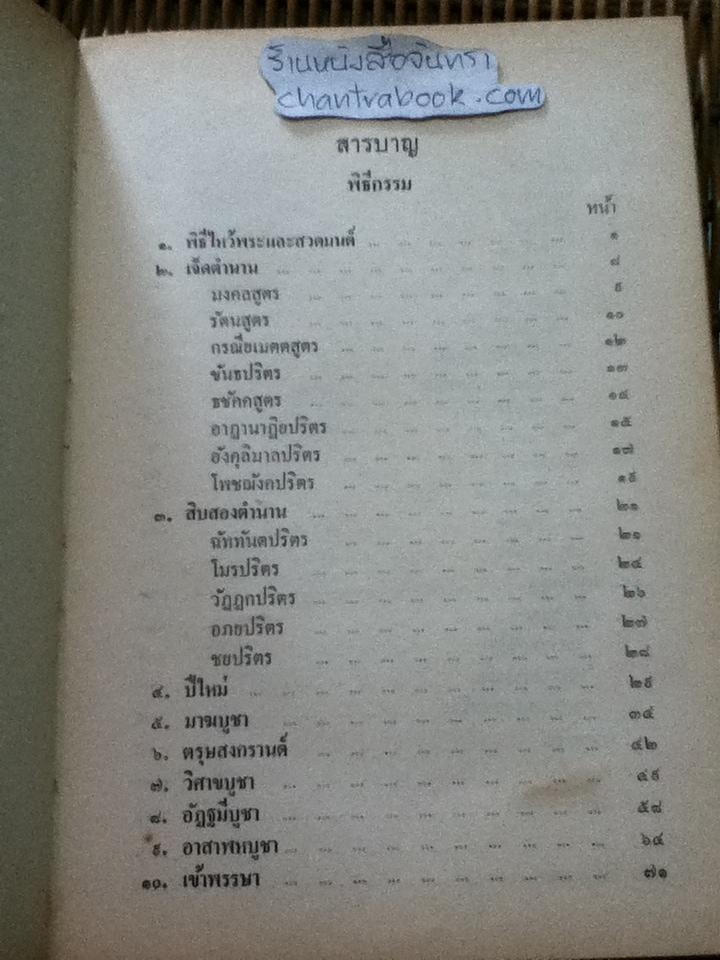 ร้านหนังสือจันทรา
chantrabook.com
สารบาญ
พิธีกรรม
หน้า
๑. พิธีไหว้พระและสวดมนต์ ๑
๒. เจ็ดตำนาน ๘
มงคลสูตร ๙
รัตนสูตร ๑๐
กรณียเมตตสูตร ๑๒
ขันธปริตร ๑๓
ธชัคคสูตร ๑๔
อาฏานาฏิยปริตร ๑๕
อังคุลิมาลปริตร ๑๗
โพชฌังคปริตร ๑๙
๓. สิบสองตำนาน ๒๑
ฉัททันตปริตร ๒๑
โมรปริตร ๒๔
วัฏฏกปริตร ๒๖
อภยปริตร ๒๗
ชยปริตร ๒๘
๔. ปีใหม่ ๒๙
๕. มาฆบูชา ๓๔
๖. ตรุษสงกรานต์ ๔๒
๗. วิศาขบูชา ๔๙
๘. อัฏฐมีบูชา ๕๘
๙. อาสาฬหบูชา ๖๔
๑๐. เข้าพรรษา ๗๑